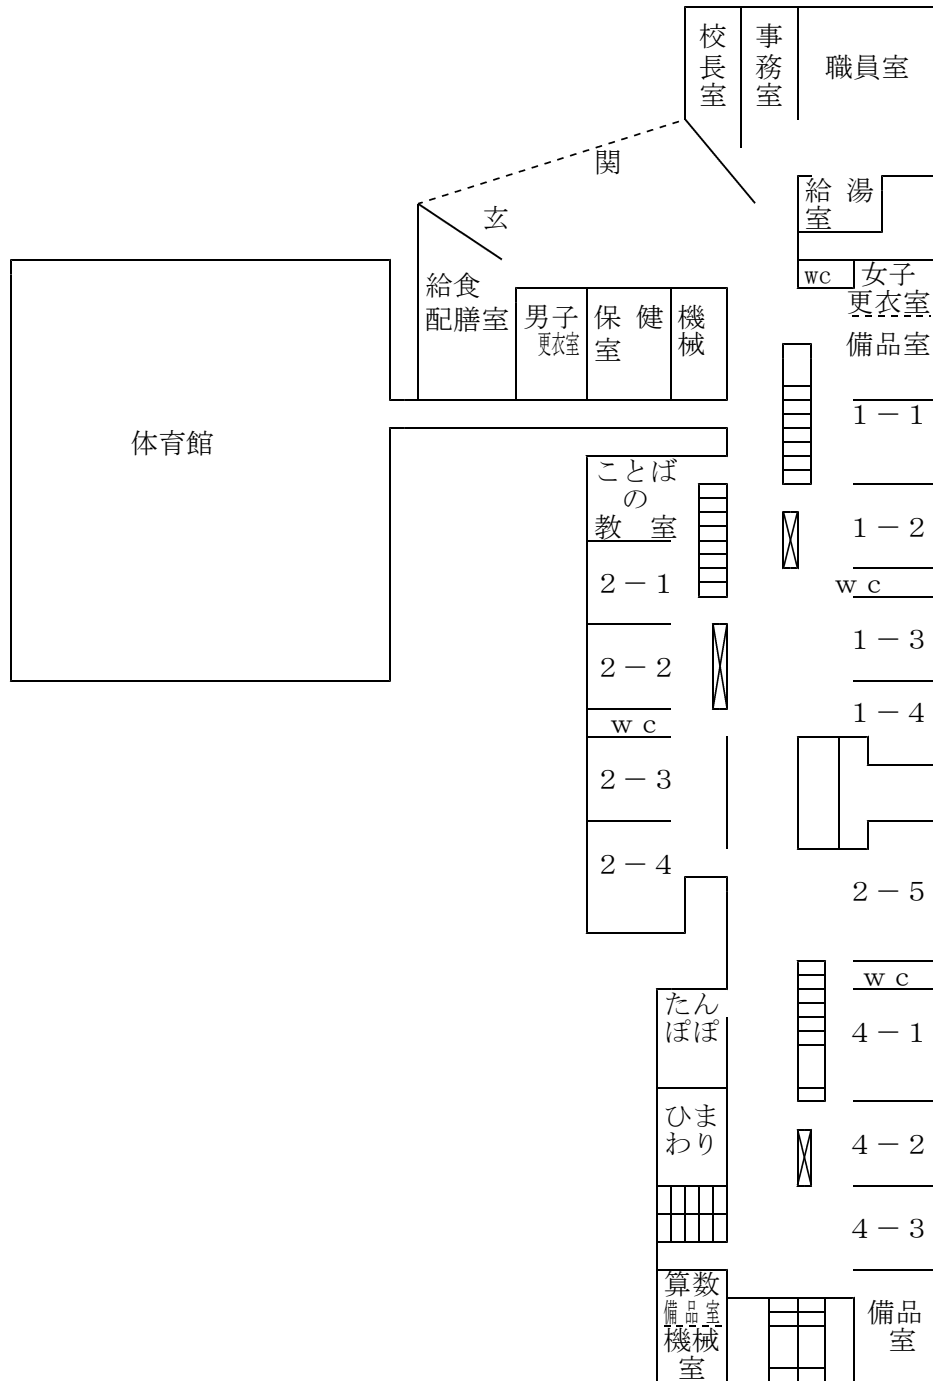 校長室
事務室
職員室
関
玄
給 湯
室
給食
配膳室
wc
女子
更衣室
備品室
男子
更衣室
保 健
室
機械
体育館
1－1
ことば
の
教 室
1－2
2－1
ｗｃ
1－3
2－2
1－4
ｗｃ
2－3
2－4
2－5
ｗｃ
たん
ぽぽ
4－1
ひま
わり
4－2
4－3
算数
備品室
機械
室
備品
室